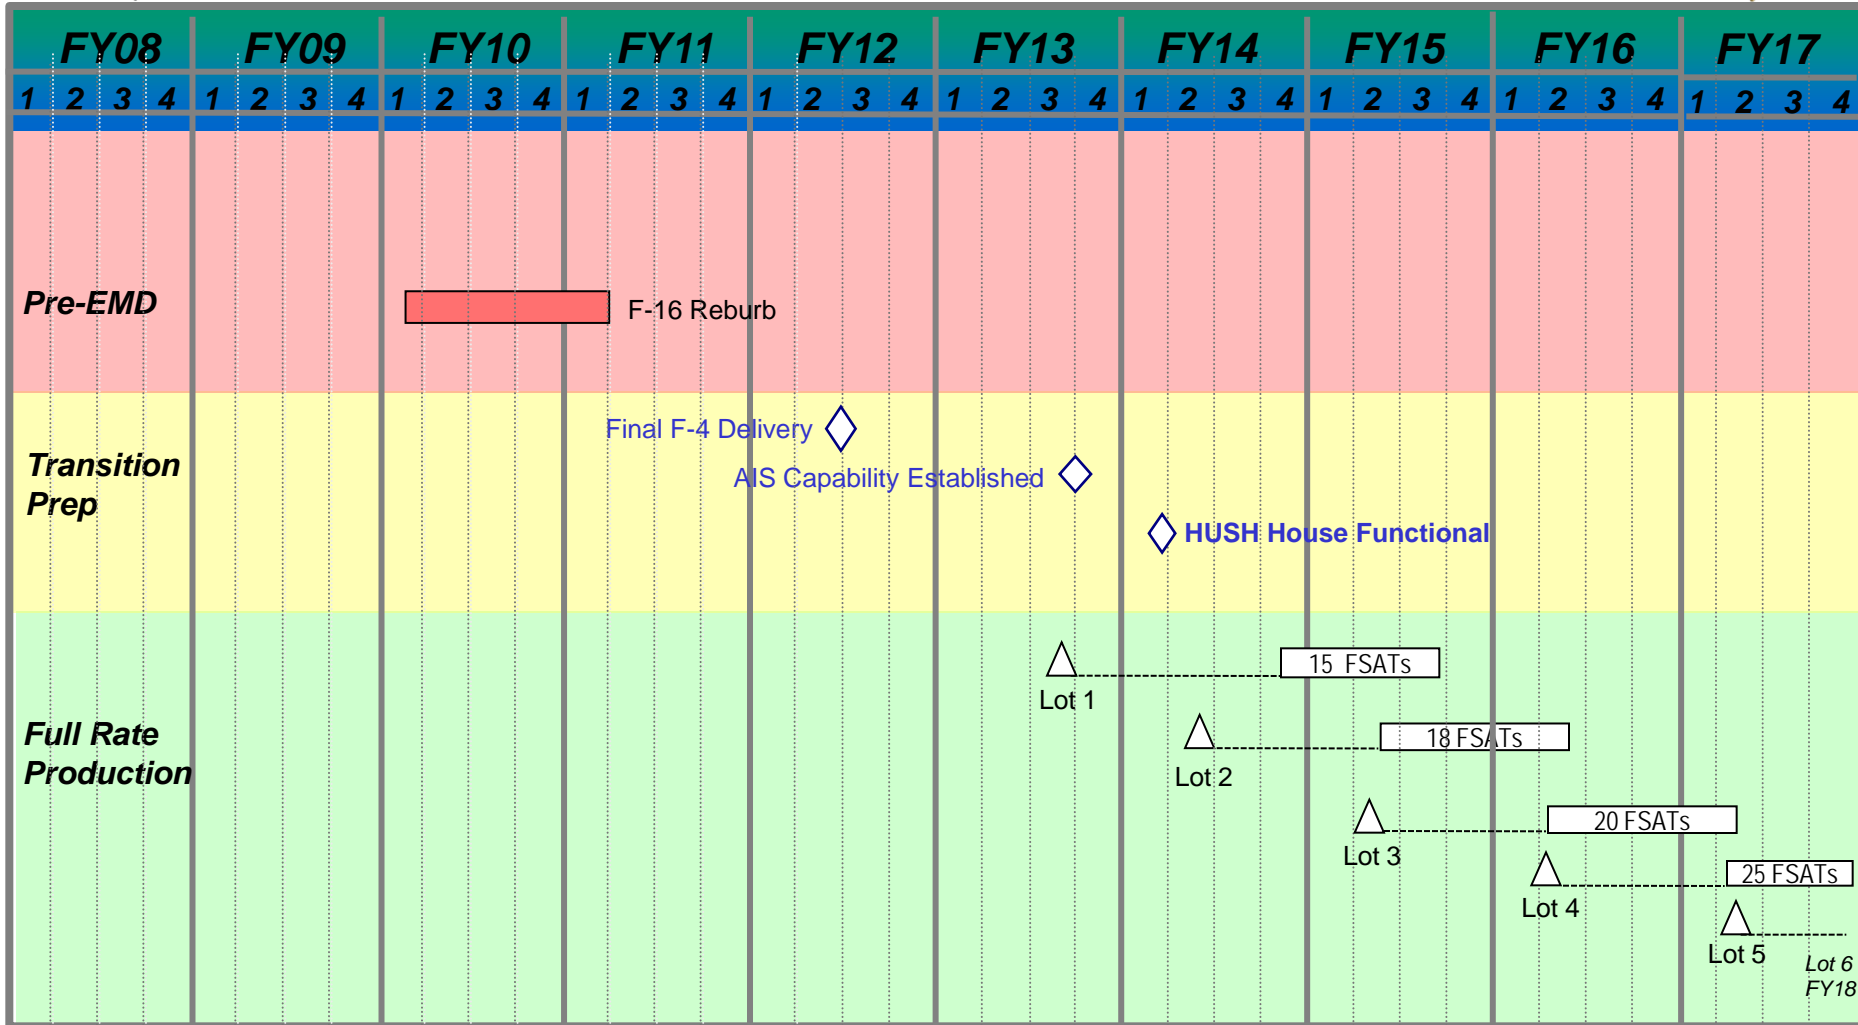 FY08 FY09 FY10 FY11 FY12 FY13 FY14 FY15 FY16 FY17
1 2 3 4 1 2 3 4 1 2 3 4 1 2 3 4 1 2 3 4 1 2 3 4 1 2 3 4 1 2 3 4 1 2 3 4 1 2 3 4
Pre-EMD
F-16 Reburb
Final F-4 Delivery
Transition
Prep
AIS Capability Established
HUSH House Functional
15 FSATs
Lot 1
Full Rate
Production
18 FSATs
Lot 2
20 FSATs
Lot 3
25 FSATs
Lot 4
Lot 5
Lot 6
FY18